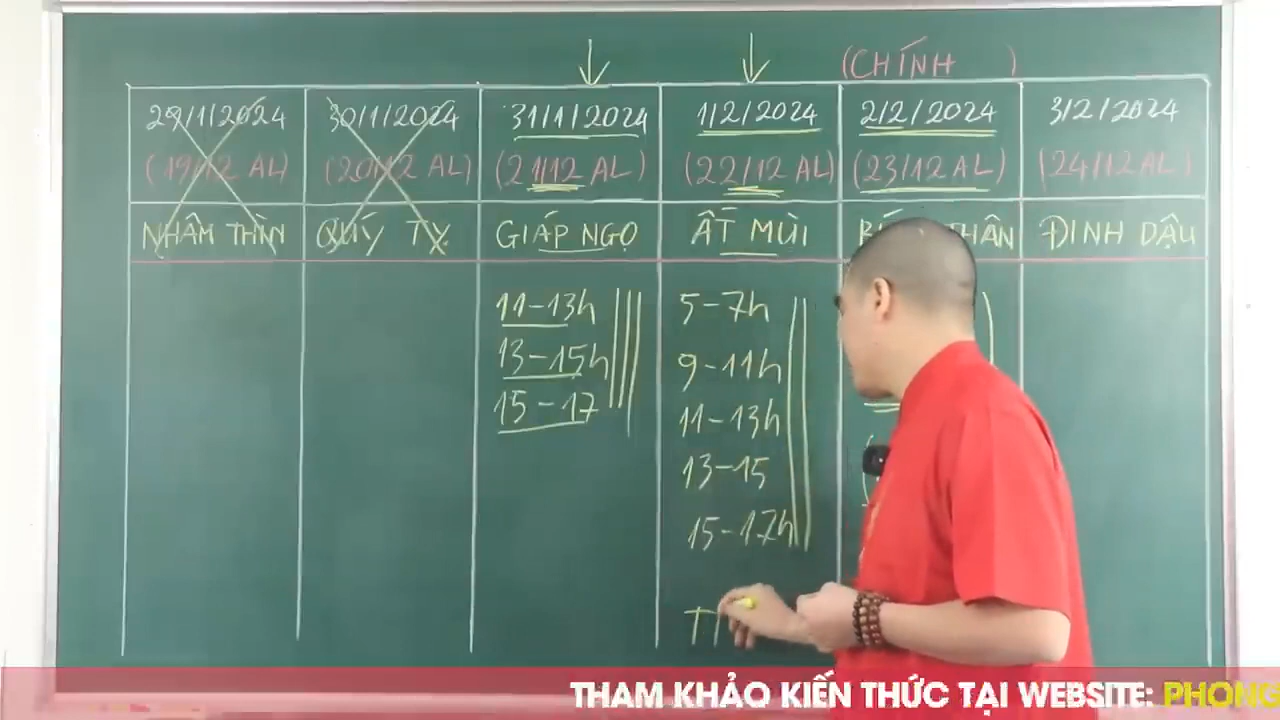 (CHÍNH )
29/1/2024 30/1/2024 31/1/2024 1/2/2024 2/2/2024 3/2/2024
(19/12 AL) (20/12 AL) (21/12 AL) (22/12 AL) (23/12 AL) (24/12 AL)
NHÂM THÌN QUÝ TỴ GIÁP NGỌ ẤT MÙI THÂN ĐINH DẬU
11-13h 5-7h
13-15h 9-11h
15-17 11-13h
13-15
15-17h
THAM KHẢO KIẾN THỨC TẠI WEBSITE: PHONG